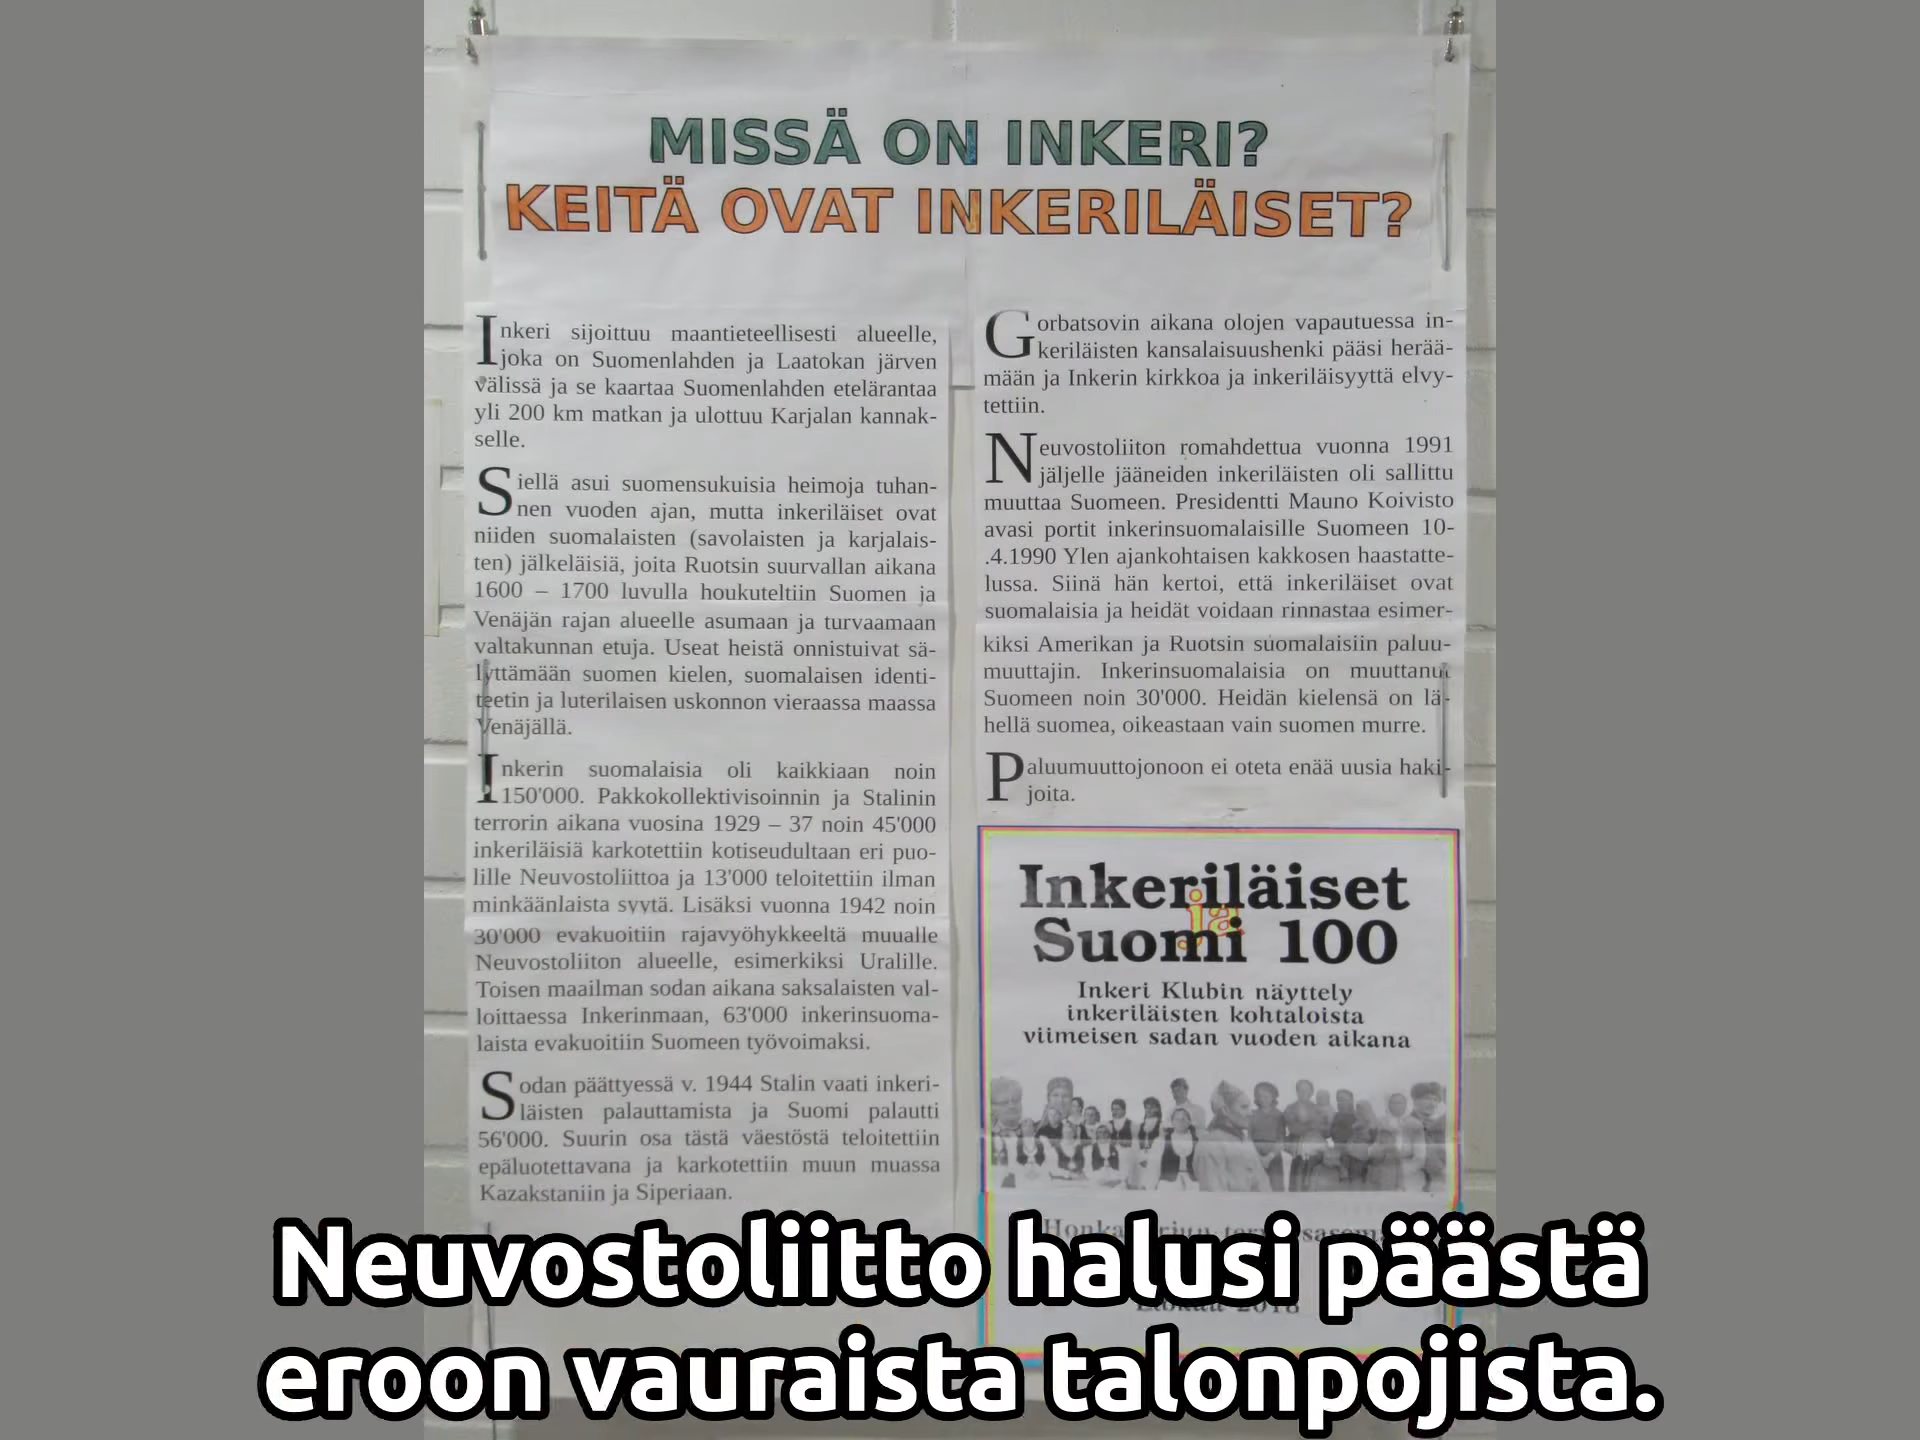 MISSÄ ON INKERI?
KEITÄ OVAT INKERILÄISET?
Inkeri sijoittuu maantieteellisesti alueelle,
joka on Suomenlahden ja Laatokan järven
välissä ja se kaartaa Suomenlahden etelärantaa
yli 200 km matkan ja ulottuu Karjalan kannak-
selle.
Siellä asui suomensukuisia heimoja tuhan-
nen vuoden ajan, mutta inkeriläiset ovat
niiden suomalaisten (savolaisten ja karjalais-
ten) jälkeläisiä, joita Ruotsin suurvallan aikana
1600 – 1700 luvulla houkuteltiin Suomen ja
Venäjän rajan alueelle asumaan ja turvaamaan
valtakunnan etuja. Useat heistä onnistuivat sä-
lyttämään suomen kielen, suomalaisen identi-
teetin ja luterilaisen uskonnon vieraassa maassa
Venäjällä.
Inkerin suomalaisia oli kaikkiaan noin
150'000. Pakkokollektivisoinnin ja Stalinin
terrorin aikana vuosina 1929 – 37 noin 45'000
inkeriläisiä karkotettiin kotiseudultaan eri puo-
lille Neuvostoliittoa ja 13'000 teloitettiin ilman
minkäänlaista syytä. Lisäksi vuonna 1942 noin
30'000 evakuoitiin rajavyöhykkeeltä muualle
Neuvostoliiton alueelle, esimerkiksi Uralille.
Toisen maailman sodan aikana saksalaisten val-
loittaessa Inkerinmaan, 63'000 inkerinsuoma-
laista evakuoitiin Suomeen työvoimaksi.
Sodan päättyessä v. 1944 Stalin vaati inkeri-
läisten palauttamista ja Suomi palautti
56'000. Suurin osa tästä väestöstä teloitettiin
epäluotettavana ja karkotettiin muun muassa
Kazakstaniin ja Siperiaan.
Gorbatsovin aikana olojen vapautuessa in-
keriläisten kansalaisuushenki pääsi herää-
mään ja Inkerin kirkkoa ja inkeriläisyyttä elvy-
tettiin.
Neuvostoliiton romahdettua vuonna 1991
jäljelle jääneiden inkeriläisten oli sallittu
muuttaa Suomeen. Presidentti Mauno Koivisto
avasi portit inkerinsuomalaisille Suomeen 10-
.4.1990 Ylen ajankohtaisen kakkosen haastatte-
lussa. Siinä hän kertoi, että inkeriläiset ovat
suomalaisia ja heidät voidaan rinnastaa esimer-
kiksi Amerikan ja Ruotsin suomalaisiin paluu-
muuttajin. Inkerinsuomalaisia on muuttanut
Suomeen noin 30'000. Heidän kielensä on lä-
hellä suomea, oikeastaan vain suomen murre.
Paluumuuttojonoon ei oteta enää uusia haki-
joita.
Inkeriläiset
ja
Suomi 100
Inkeri Klubin näyttely
inkeriläisten kohtaloista
viimeisen sadan vuoden aikana
Neuvostoliitto halusi päästä
eroon vauraista talonpojista.